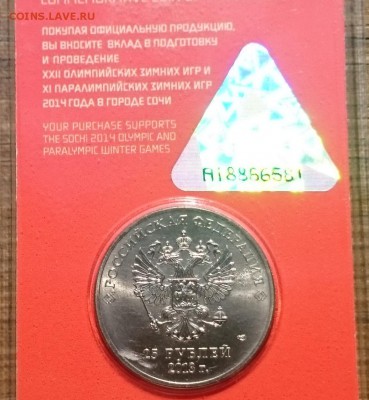 COINS.LAVE.RU
ПОКУПАЯ ОФИЦИАЛЬНУЮ ПРОДУКЦИЮ,
ВЫ ВНОСИТЕ ВКЛАД В ПОДГОТОВКУ
И ПРОВЕДЕНИЕ
XXII ОЛИМПИЙСКИХ ЗИМНИХ ИГР И
XI ПАРАЛИМПИЙСКИХ ЗИМНИХ ИГР
2014 ГОДА В ГОРОДЕ СОЧИ
YOUR PURCHASE SUPPORTS
THE SOCHI 2014 OLYMPIC AND
PARALYMPIC WINTER GAMES
РОССИЙСКАЯ ФЕДЕРАЦИЯ
25 РУБЛЕЙ
2013 г.